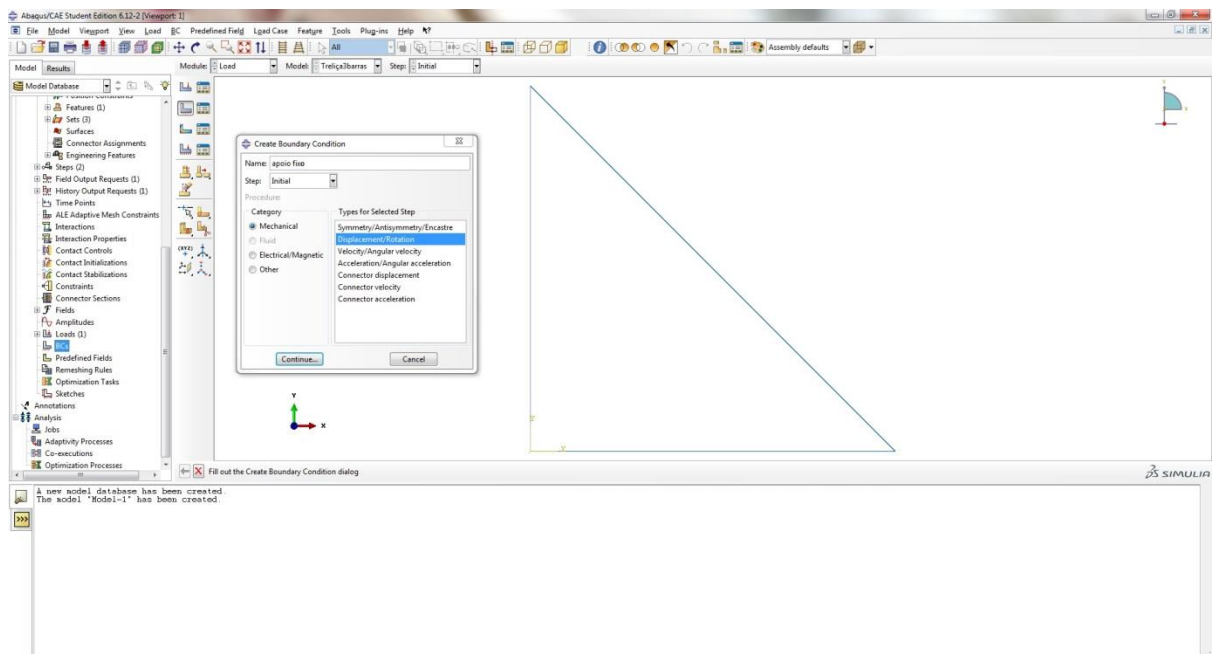 Abaqus/CAE Student Edition 6.12-2 [Viewport: 1]
File Model Viewport View Load BC Predefined Field Load Case Feature Tools Plug-ins Help
All
Assembly defaults
Model Results
Module: Load Model: Treliça3barras Step: Initial
Model Database
Position Constraints
Features (1)
Sets (3)
Surfaces
Connector Assignments
Engineering Features
Steps (2)
Field Output Requests (1)
History Output Requests (1)
Time Points
ALE Adaptive Mesh Constraints
Interactions
Interaction Properties
Contact Controls
Contact Initializations
Contact Stabilizations
Constraints
Connector Sections
Fields
Amplitudes
Loads (1)
BCs
Predefined Fields
Remeshing Rules
Optimization Tasks
Sketches
Annotations
Analysis
Jobs
Adaptivity Processes
Co-executions
Optimization Processes
Create Boundary Condition
Name: apoio fixo
Step: Initial
Procedure:
Category
Mechanical
Fluid
Electrical/Magnetic
Other
Types for Selected Step
Symmetry/Antisymmetry/Encastre
Displacement/Rotation
Velocity/Angular velocity
Acceleration/Angular acceleration
Connector displacement
Connector velocity
Connector acceleration
Continue... Cancel
Y
X
Fill out the Create Boundary Condition dialog
SIMULIA
A new model database has been created.
The model "Model-1" has been created.
>>>